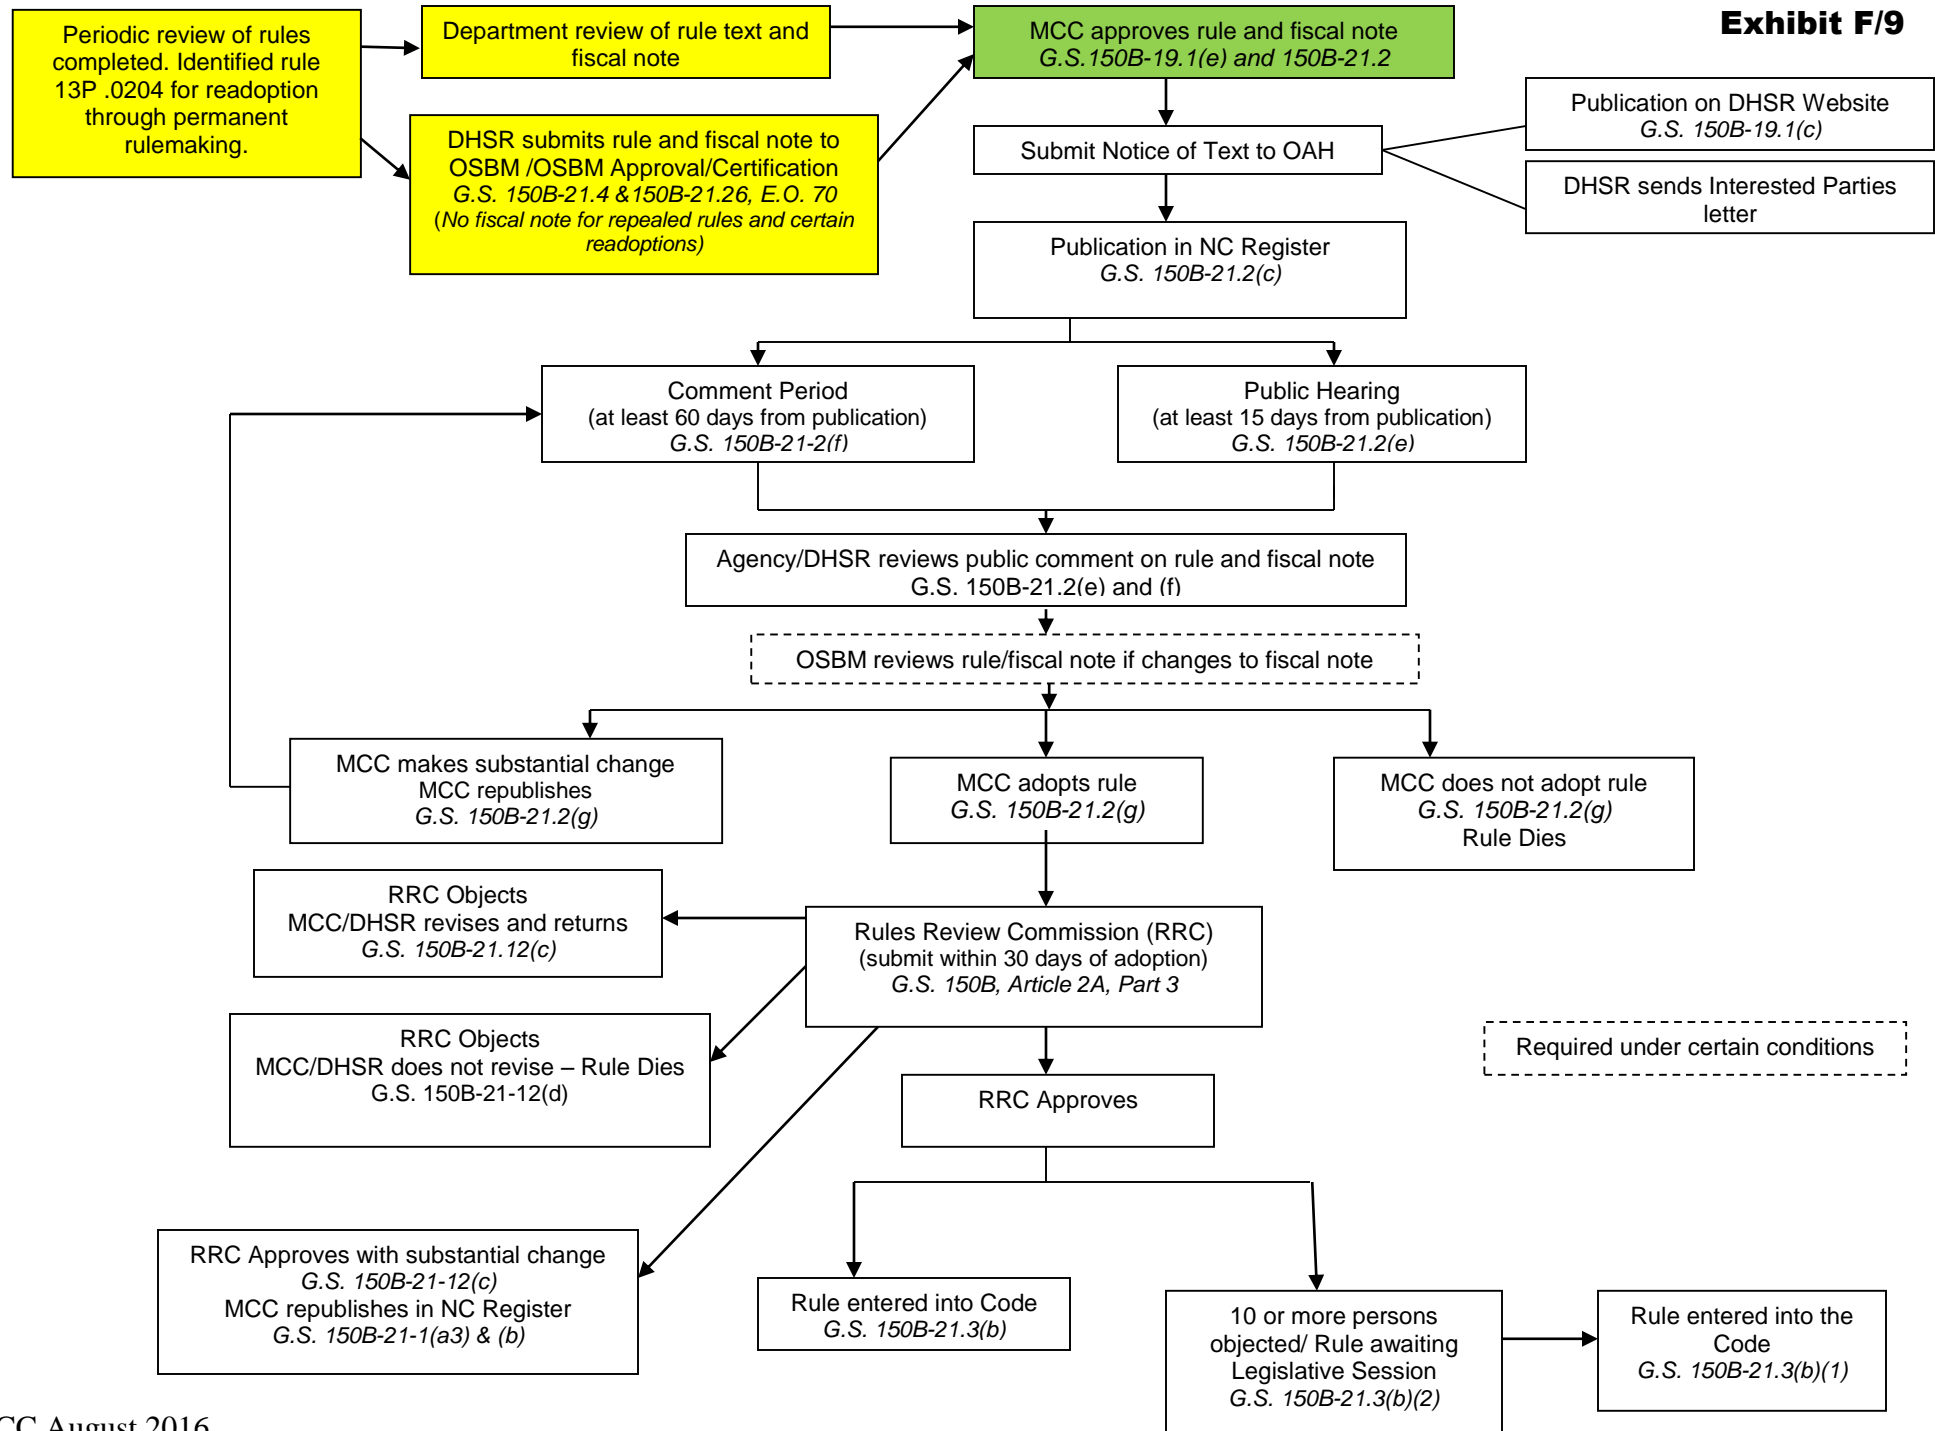 Exhibit F/9
Periodic review of rules
completed. Identified rule
13P .0204 for readoption
through permanent
rulemaking.
Department review of rule text and
fiscal note
MCC approves rule and fiscal note
G.S.150B-19.1(e) and 150B-21.2
DHSR submits rule and fiscal note to
OSBM /OSBM Approval/Certification
G.S. 150B-21.4 &150B-21.26, E.O. 70
(No fiscal note for repealed rules and certain
readoptions)
Submit Notice of Text to OAH
Publication on DHSR Website
G.S. 150B-19.1(c)
DHSR sends Interested Parties
letter
Publication in NC Register
G.S. 150B-21.2(c)
Comment Period
(at least 60 days from publication)
G.S. 150B-21-2(f)
Public Hearing
(at least 15 days from publication)
G.S. 150B-21.2(e)
Agency/DHSR reviews public comment on rule and fiscal note
G.S. 150B-21.2(e) and (f)
OSBM reviews rule/fiscal note if changes to fiscal note
MCC makes substantial change
MCC republishes
G.S. 150B-21.2(g)
MCC adopts rule
G.S. 150B-21.2(g)
MCC does not adopt rule
G.S. 150B-21.2(g)
Rule Dies
RRC Objects
MCC/DHSR revises and returns
G.S. 150B-21.12(c)
Rules Review Commission (RRC)
(submit within 30 days of adoption)
G.S. 150B, Article 2A, Part 3
RRC Objects
MCC/DHSR does not revise – Rule Dies
G.S. 150B-21-12(d)
Required under certain conditions
RRC Approves
RRC Approves with substantial change
G.S. 150B-21-12(c)
MCC republishes in NC Register
G.S. 150B-21-1(a3) & (b)
Rule entered into Code
G.S. 150B-21.3(b)
10 or more persons
objected/ Rule awaiting
Legislative Session
G.S. 150B-21.3(b)(2)
Rule entered into the
Code
G.S. 150B-21.3(b)(1)
CC August 2016